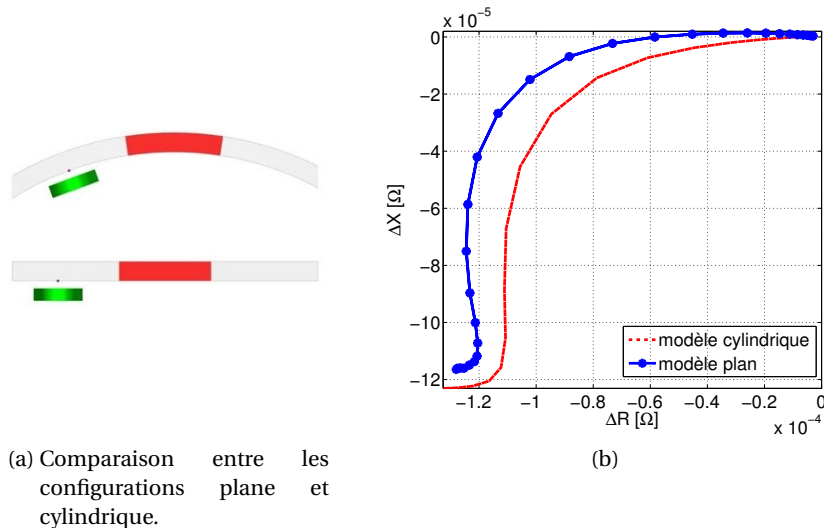 x 10⁻⁵
0
−2
−4
−6
−8
−10
−12
ΔX [Ω]
modèle cylindrique
modèle plan
−1.2 −1 −0.8 −0.6 −0.4 −0.2 0
ΔR [Ω]
x 10⁻⁴
(a) Comparaison entre les
configurations plane et
cylindrique.
(b)